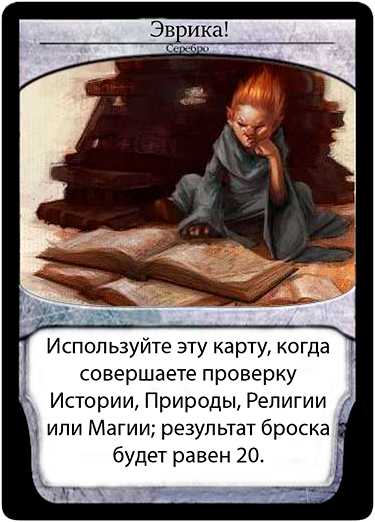 Эврика!
Серебро
Используйте эту карту, когда
совершаете проверку
Истории, Природы, Религии
или Магии; результат броска
будет равен 20.